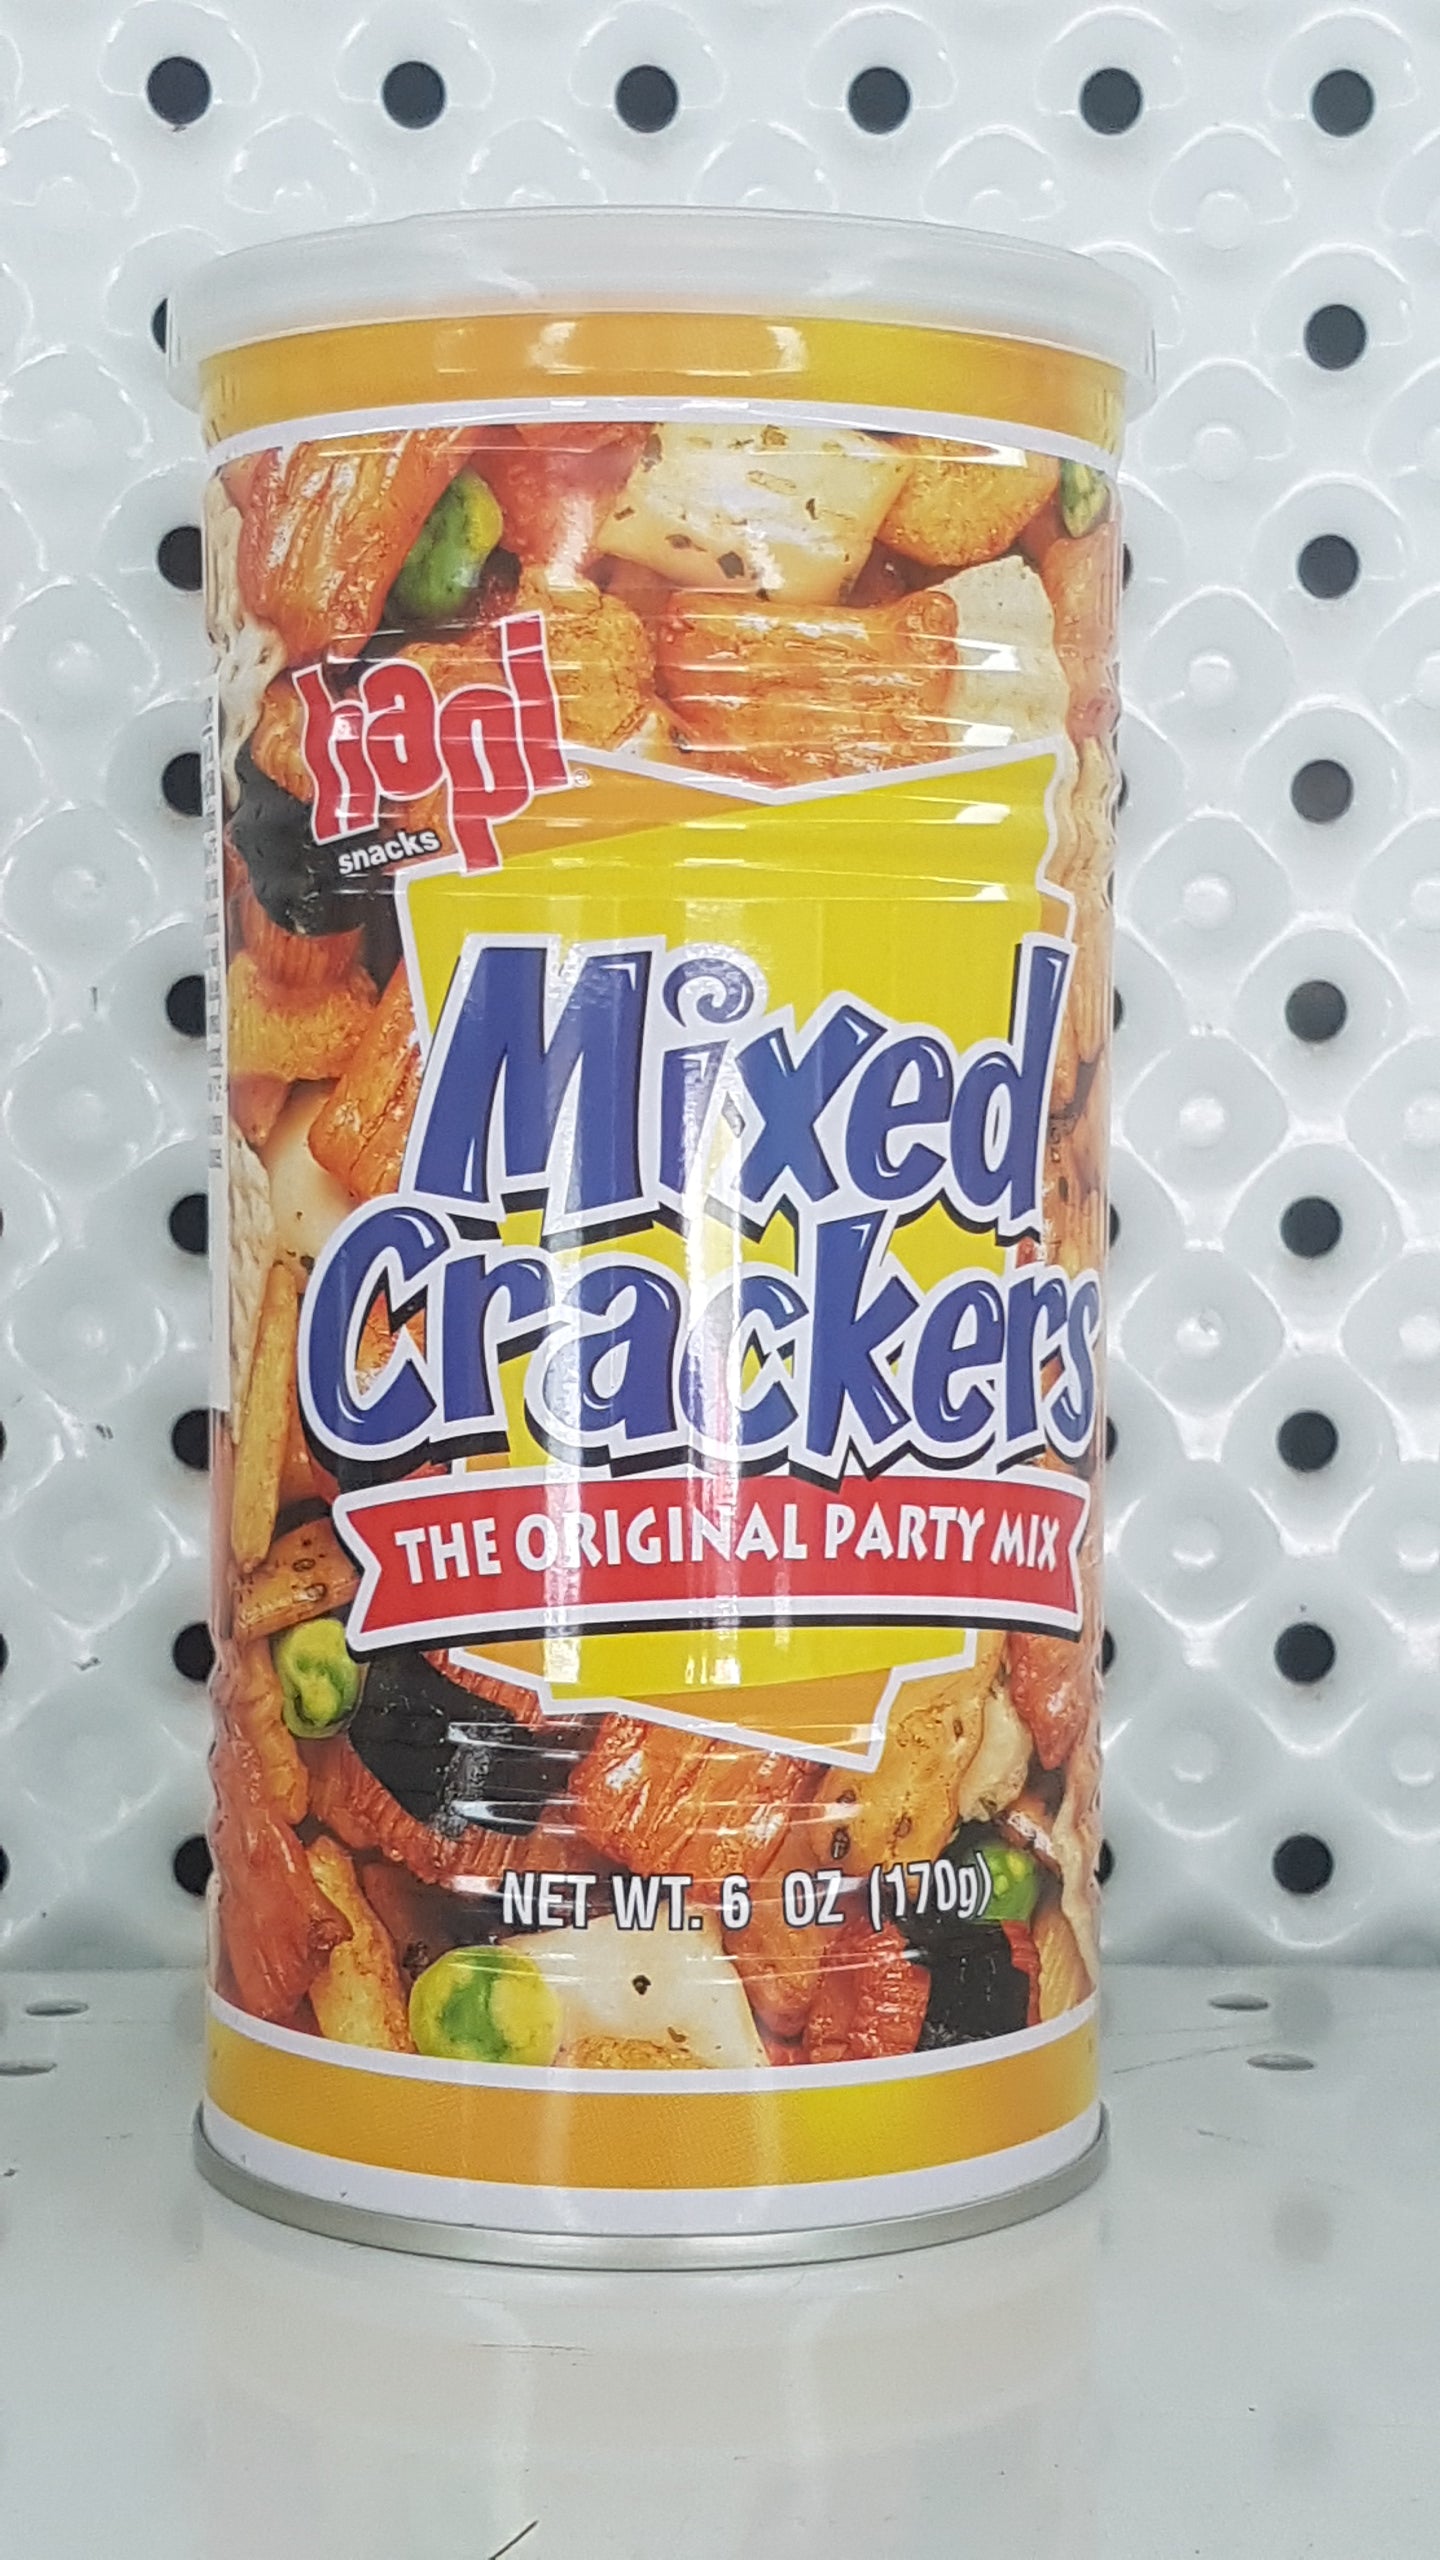 hapi®
snacks
Mixed
Crackers
THE ORIGINAL PARTY MIX
NET WT. 6 OZ (170g)